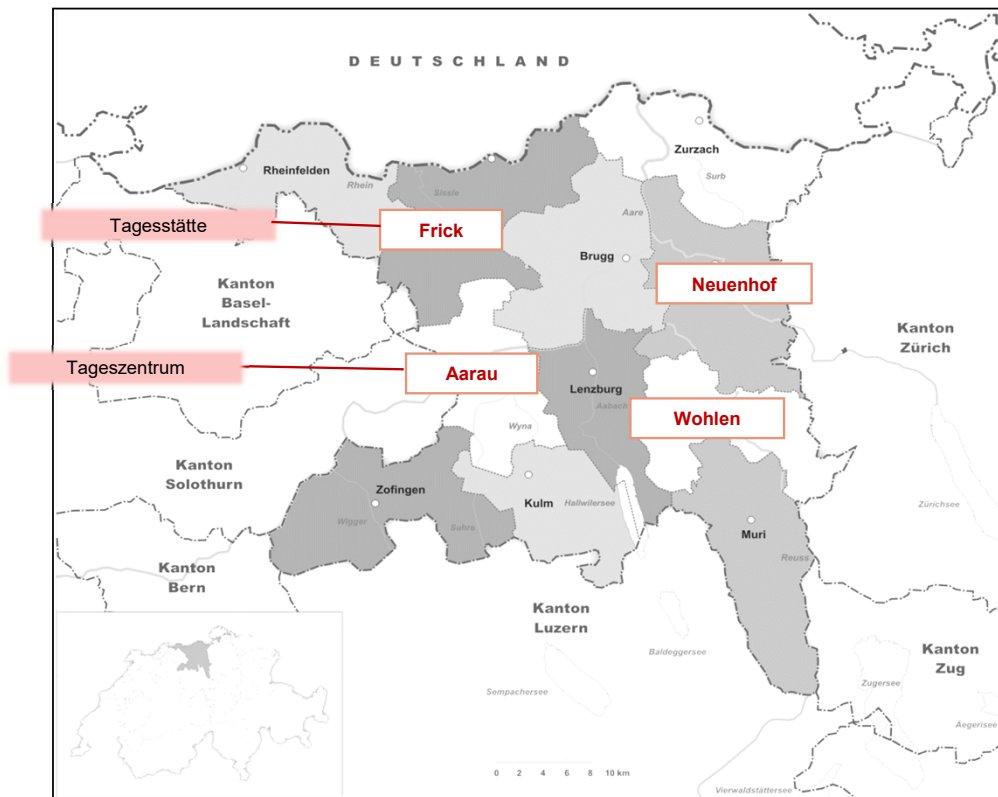 DEUTSCHLAND
Zurzach
Rheinfelden
Rhein
Sissle
Surb
Aare
Tagesstätte
Frick
Brugg
Neuenhof
Kanton
Basel-
Landschaft
Kanton
Zürich
Tageszentrum
Aarau
Lenzburg
Aabach
Wohlen
Wyna
Kanton
Solothurn
Zofingen
Kulm
Hallwilersee
Zürichsee
Wigger
Suhre
Muri
Reuss
Kanton
Bern
Kanton
Luzern
Baldeggersee
Kanton
Zug
Sempachersee
Zugersee
Äegerisee
0 2 4 6 8 10 km
Vierwaldstättersee